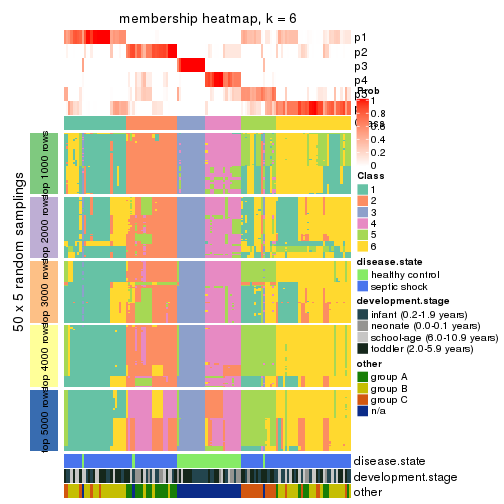 membership heatmap, k = 6
p1
p2
p3
p4
Prob
1
0.8
0.6
0.4
0.2
0
Class
1
2
3
4
5
6
disease.state
healthy control
septic shock
development.stage
infant (0.2-1.9 years)
neonate (0.0-0.1 years)
school-age (6.0-10.9 years)
toddler (2.0-5.9 years)
other
group A
group B
group C
n/a
50 x 5 random samplings
top 1000 rows
top 2000 rows
top 3000 rows
top 4000 rows
top 5000 rows
disease.state
development.stage
other